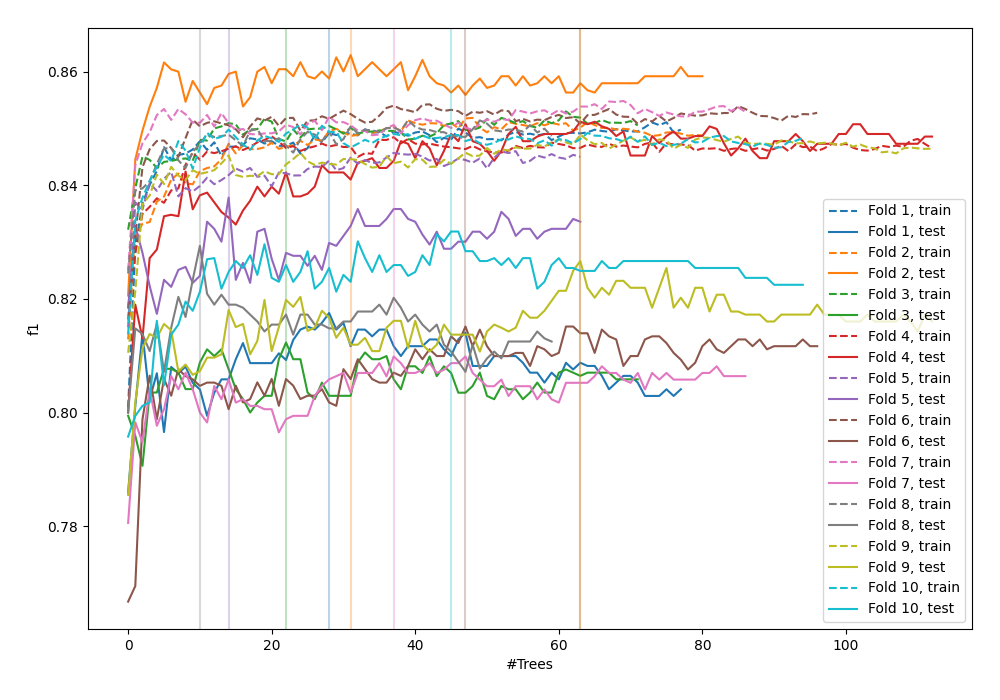 0.86
0.84
0.82
0.80
0.78
f1
0
20
40
60
80
100
#Trees
Fold 1, train
Fold 1, test
Fold 2, train
Fold 2, test
Fold 3, train
Fold 3, test
Fold 4, train
Fold 4, test
Fold 5, train
Fold 5, test
Fold 6, train
Fold 6, test
Fold 7, train
Fold 7, test
Fold 8, train
Fold 8, test
Fold 9, train
Fold 9, test
Fold 10, train
Fold 10, test